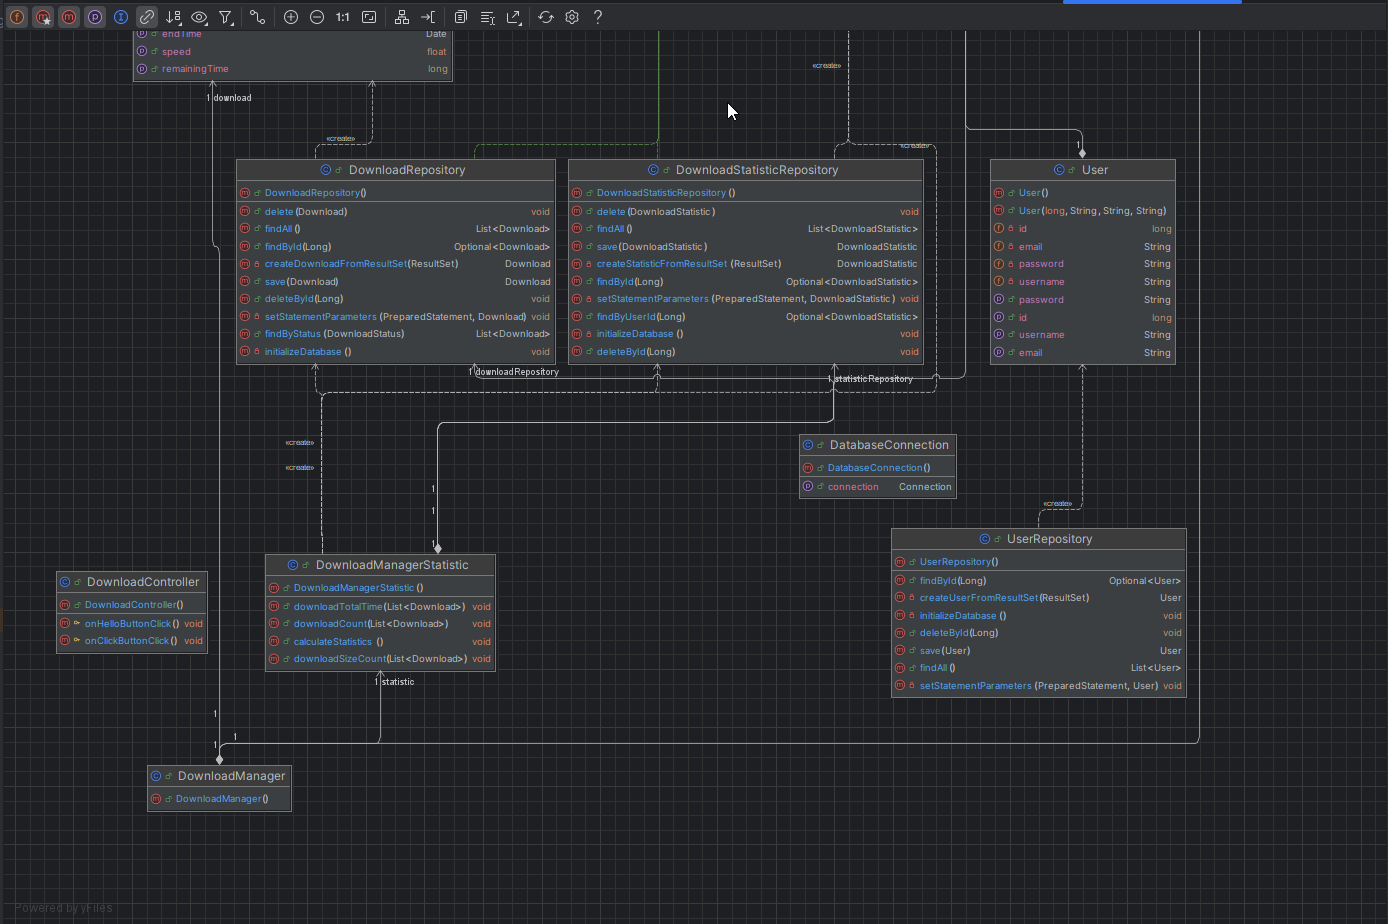 1:1
endTime Date
speed float
remainingTime long
1 download
«create»
«create»
«create»
1
DownloadRepository
DownloadRepository()
delete(Download) void
findAll() List<Download>
findById(Long) Optional<Download>
createDownloadFromResultSet(ResultSet) Download
save(Download) Download
deleteById(Long) void
setStatementParameters(PreparedStatement, Download) void
findByStatus(DownloadStatus) List<Download>
initializeDatabase() void
DownloadStatisticRepository
DownloadStatisticRepository()
delete(DownloadStatistic) void
findAll() List<DownloadStatistic>
save(DownloadStatistic) DownloadStatistic
createStatisticFromResultSet(ResultSet) DownloadStatistic
findById(Long) Optional<DownloadStatistic>
setStatementParameters(PreparedStatement, DownloadStatistic) void
findByUserId(Long) Optional<DownloadStatistic>
initializeDatabase() void
deleteById(Long) void
User
User()
User(long, String, String, String)
id long
email String
password String
username String
password String
id long
username String
email String
1 downloadRepository
1 statisticRepository
«create»
«create»
1
1
1
DatabaseConnection
DatabaseConnection()
connection Connection
«create»
UserRepository
UserRepository()
findById(Long) Optional<User>
createUserFromResultSet(ResultSet) User
initializeDatabase() void
deleteById(Long) void
save(User) User
findAll() List<User>
setStatementParameters(PreparedStatement, User) void
DownloadController
DownloadController()
onHelloButtonClick() void
onClickButtonClick() void
DownloadManagerStatistic
DownloadManagerStatistic()
downloadTotalTime(List<Download>) void
downloadCount(List<Download>) void
calculateStatistics() void
downloadSizeCount(List<Download>) void
1 statistic
1
1
1
DownloadManager
DownloadManager()
Powered by yFiles